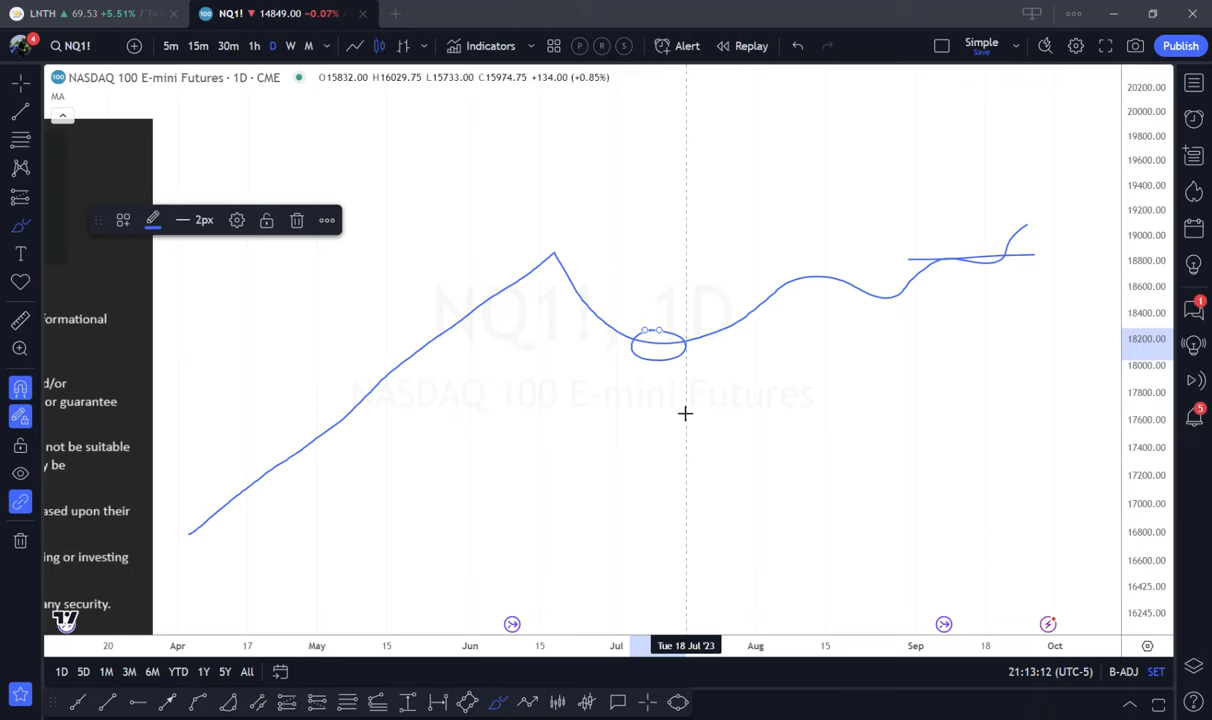 LNTH ▲ 69.53 +5.51% /
NQ1! ▼ 14849.00 -0.07% /
4
NQ1!
5m 15m 30m 1h D W M
Indicators
P R S
Alert
Replay
Simple
Save
Publish
100 NASDAQ 100 E-mini Futures · 1D · CME
O15832.00 H16029.75 L15733.00 C15974.75 +134.00 (+0.85%)
MA
2px
NQ1!, 1D
NASDAQ 100 E-mini Futures
formational
d/or
or guarantee
not be suitable
y be
ased upon their
ing or investing
any security.
20200.00
20000.00
19800.00
19600.00
19400.00
19200.00
19000.00
18800.00
18600.00
18400.00
18200.00
18000.00
17800.00
17600.00
17400.00
17200.00
17000.00
16800.00
16600.00
16425.00
16245.00
1
5
20 Apr 17 May 15 Jun 15 Jul Tue 18 Jul '23 Aug 15 Sep 18 Oct
1D 5D 1M 3M 6M YTD 1Y 5Y All
21:13:12 (UTC-5) B-ADJ SET